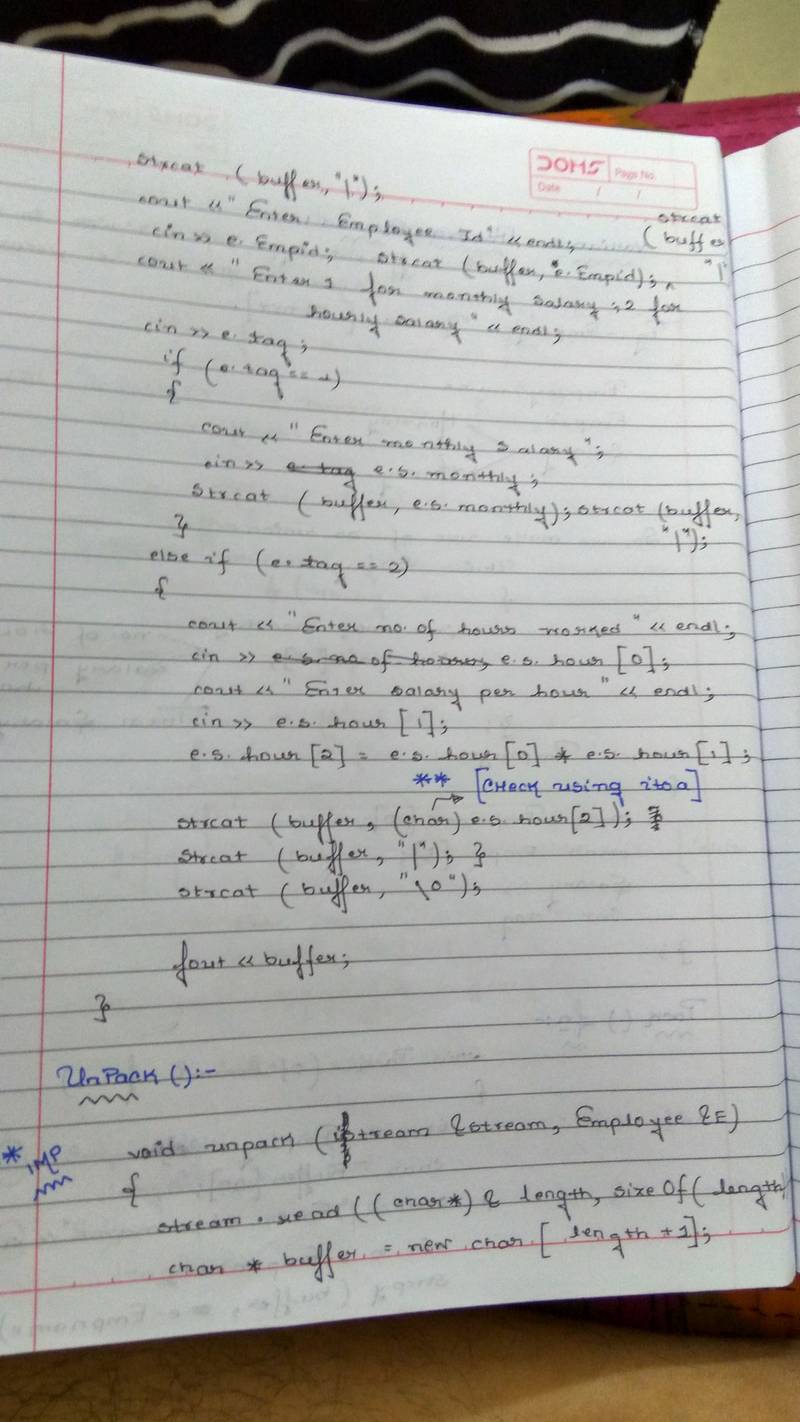 DOMS Page No.
Date / /
strcat (buffer, "|");
cout << "Enter Employee Id" << endl; strcat
cin >> e.Empid; strcat (buffer, e.Empid); ^ (buffer
cout << "Enter 1 for monthly salary, 2 for "|
hourly salary" << endl;
cin >> e.tag;
if (e.tag == 1)
{
cout << "Enter monthly salary";
cin >> e.tag e.s.monthly;
strcat (buffer, e.s.monthly); strcat (buffer,
} "|");
else if (e.tag == 2)
{
cout << "Enter no. of hours worked" << endl;
cin >> e.s.no of hours, e.s.hour [0];
cout << "Enter salary per hour" << endl;
cin >> e.s.hour [1];
e.s.hour [2] = e.s.hour [0] * e.s.hour [1];
** [CHECK using itoa]
strcat (buffer, (char) e.s.hour[2]);
strcat (buffer, "|"); }
strcat (buffer, "\0");
fout << buffer;
}
UnPack ():-
* IMP void unpack (ifstream &stream, Employee &E)
{
stream.read ((char*) & length, sizeOf (length)
char * buffer = new char [length +1];